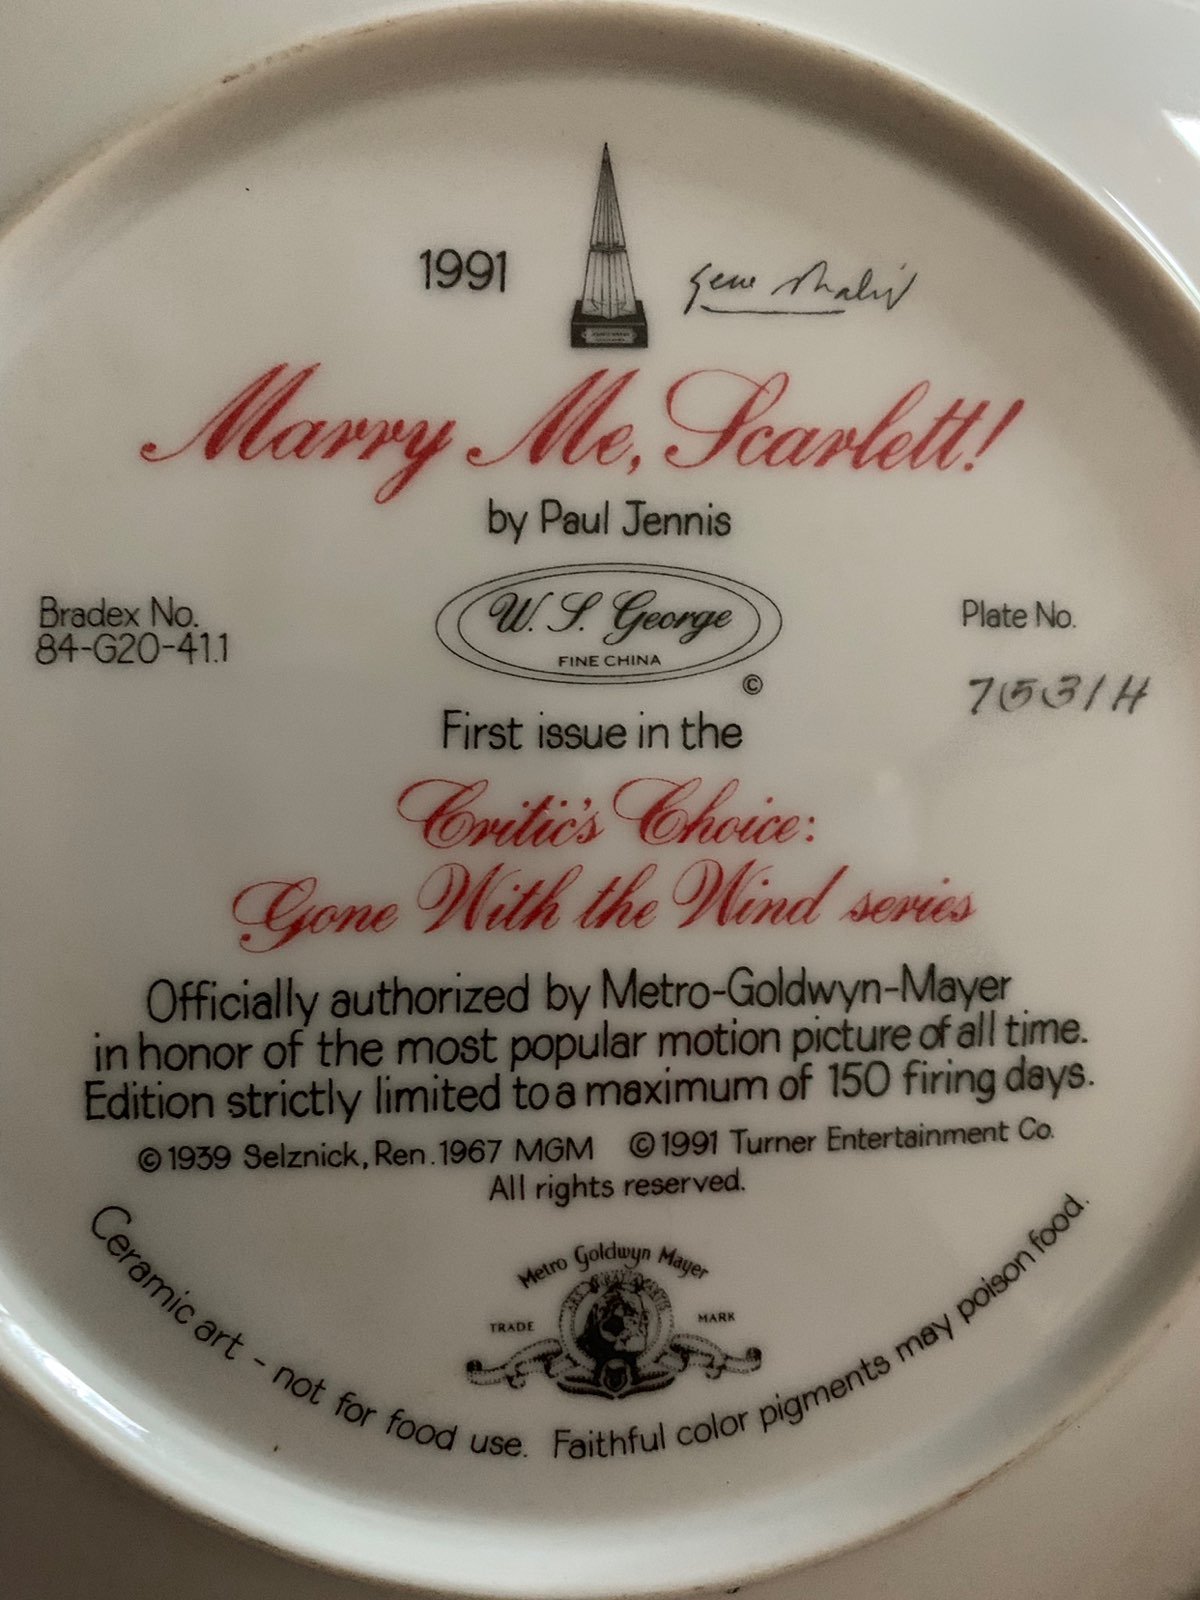 1991
Gene Shalit
Marry Me, Scarlett!
by Paul Jennis
Bradex No.
84-G20-41.1
W. S. George
FINE CHINA
©
Plate No.
7531H
First issue in the
Critic's Choice:
Gone With the Wind series
Officially authorized by Metro-Goldwyn-Mayer
in honor of the most popular motion picture of all time.
Edition strictly limited to a maximum of 150 firing days.
©1939 Selznick, Ren. 1967 MGM ©1991 Turner Entertainment Co.
All rights reserved.
Metro Goldwyn Mayer
TRADE MARK
Ceramic art - not for food use. Faithful color pigments may poison food.